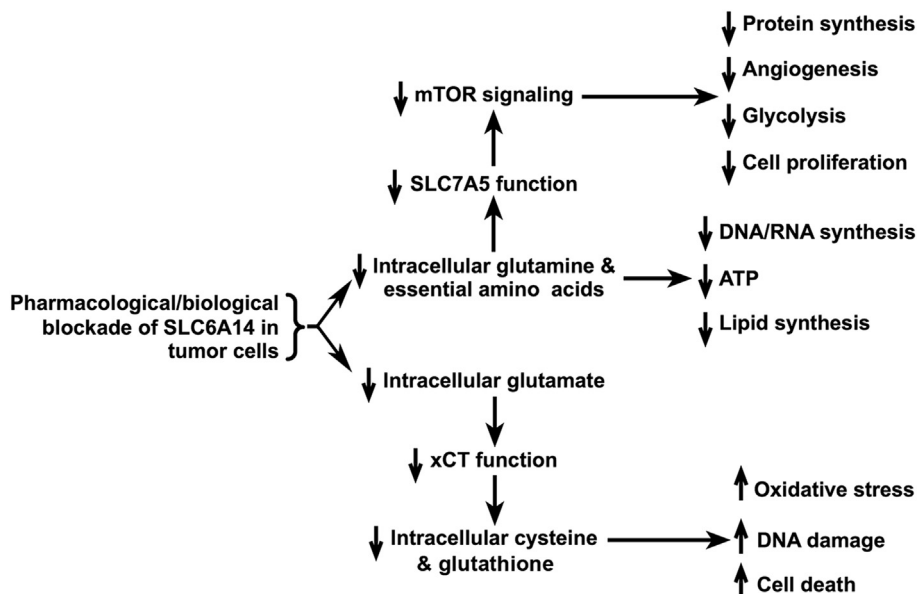 Protein synthesis
Angiogenesis
mTOR signaling
Glycolysis
Cell proliferation
SLC7A5 function
DNA/RNA synthesis
Intracellular glutamine &
essential amino acids
ATP
Lipid synthesis
Pharmacological/biological
blockade of SLC6A14 in
tumor cells
Intracellular glutamate
xCT function
Oxidative stress
Intracellular cysteine
& glutathione
DNA damage
Cell death